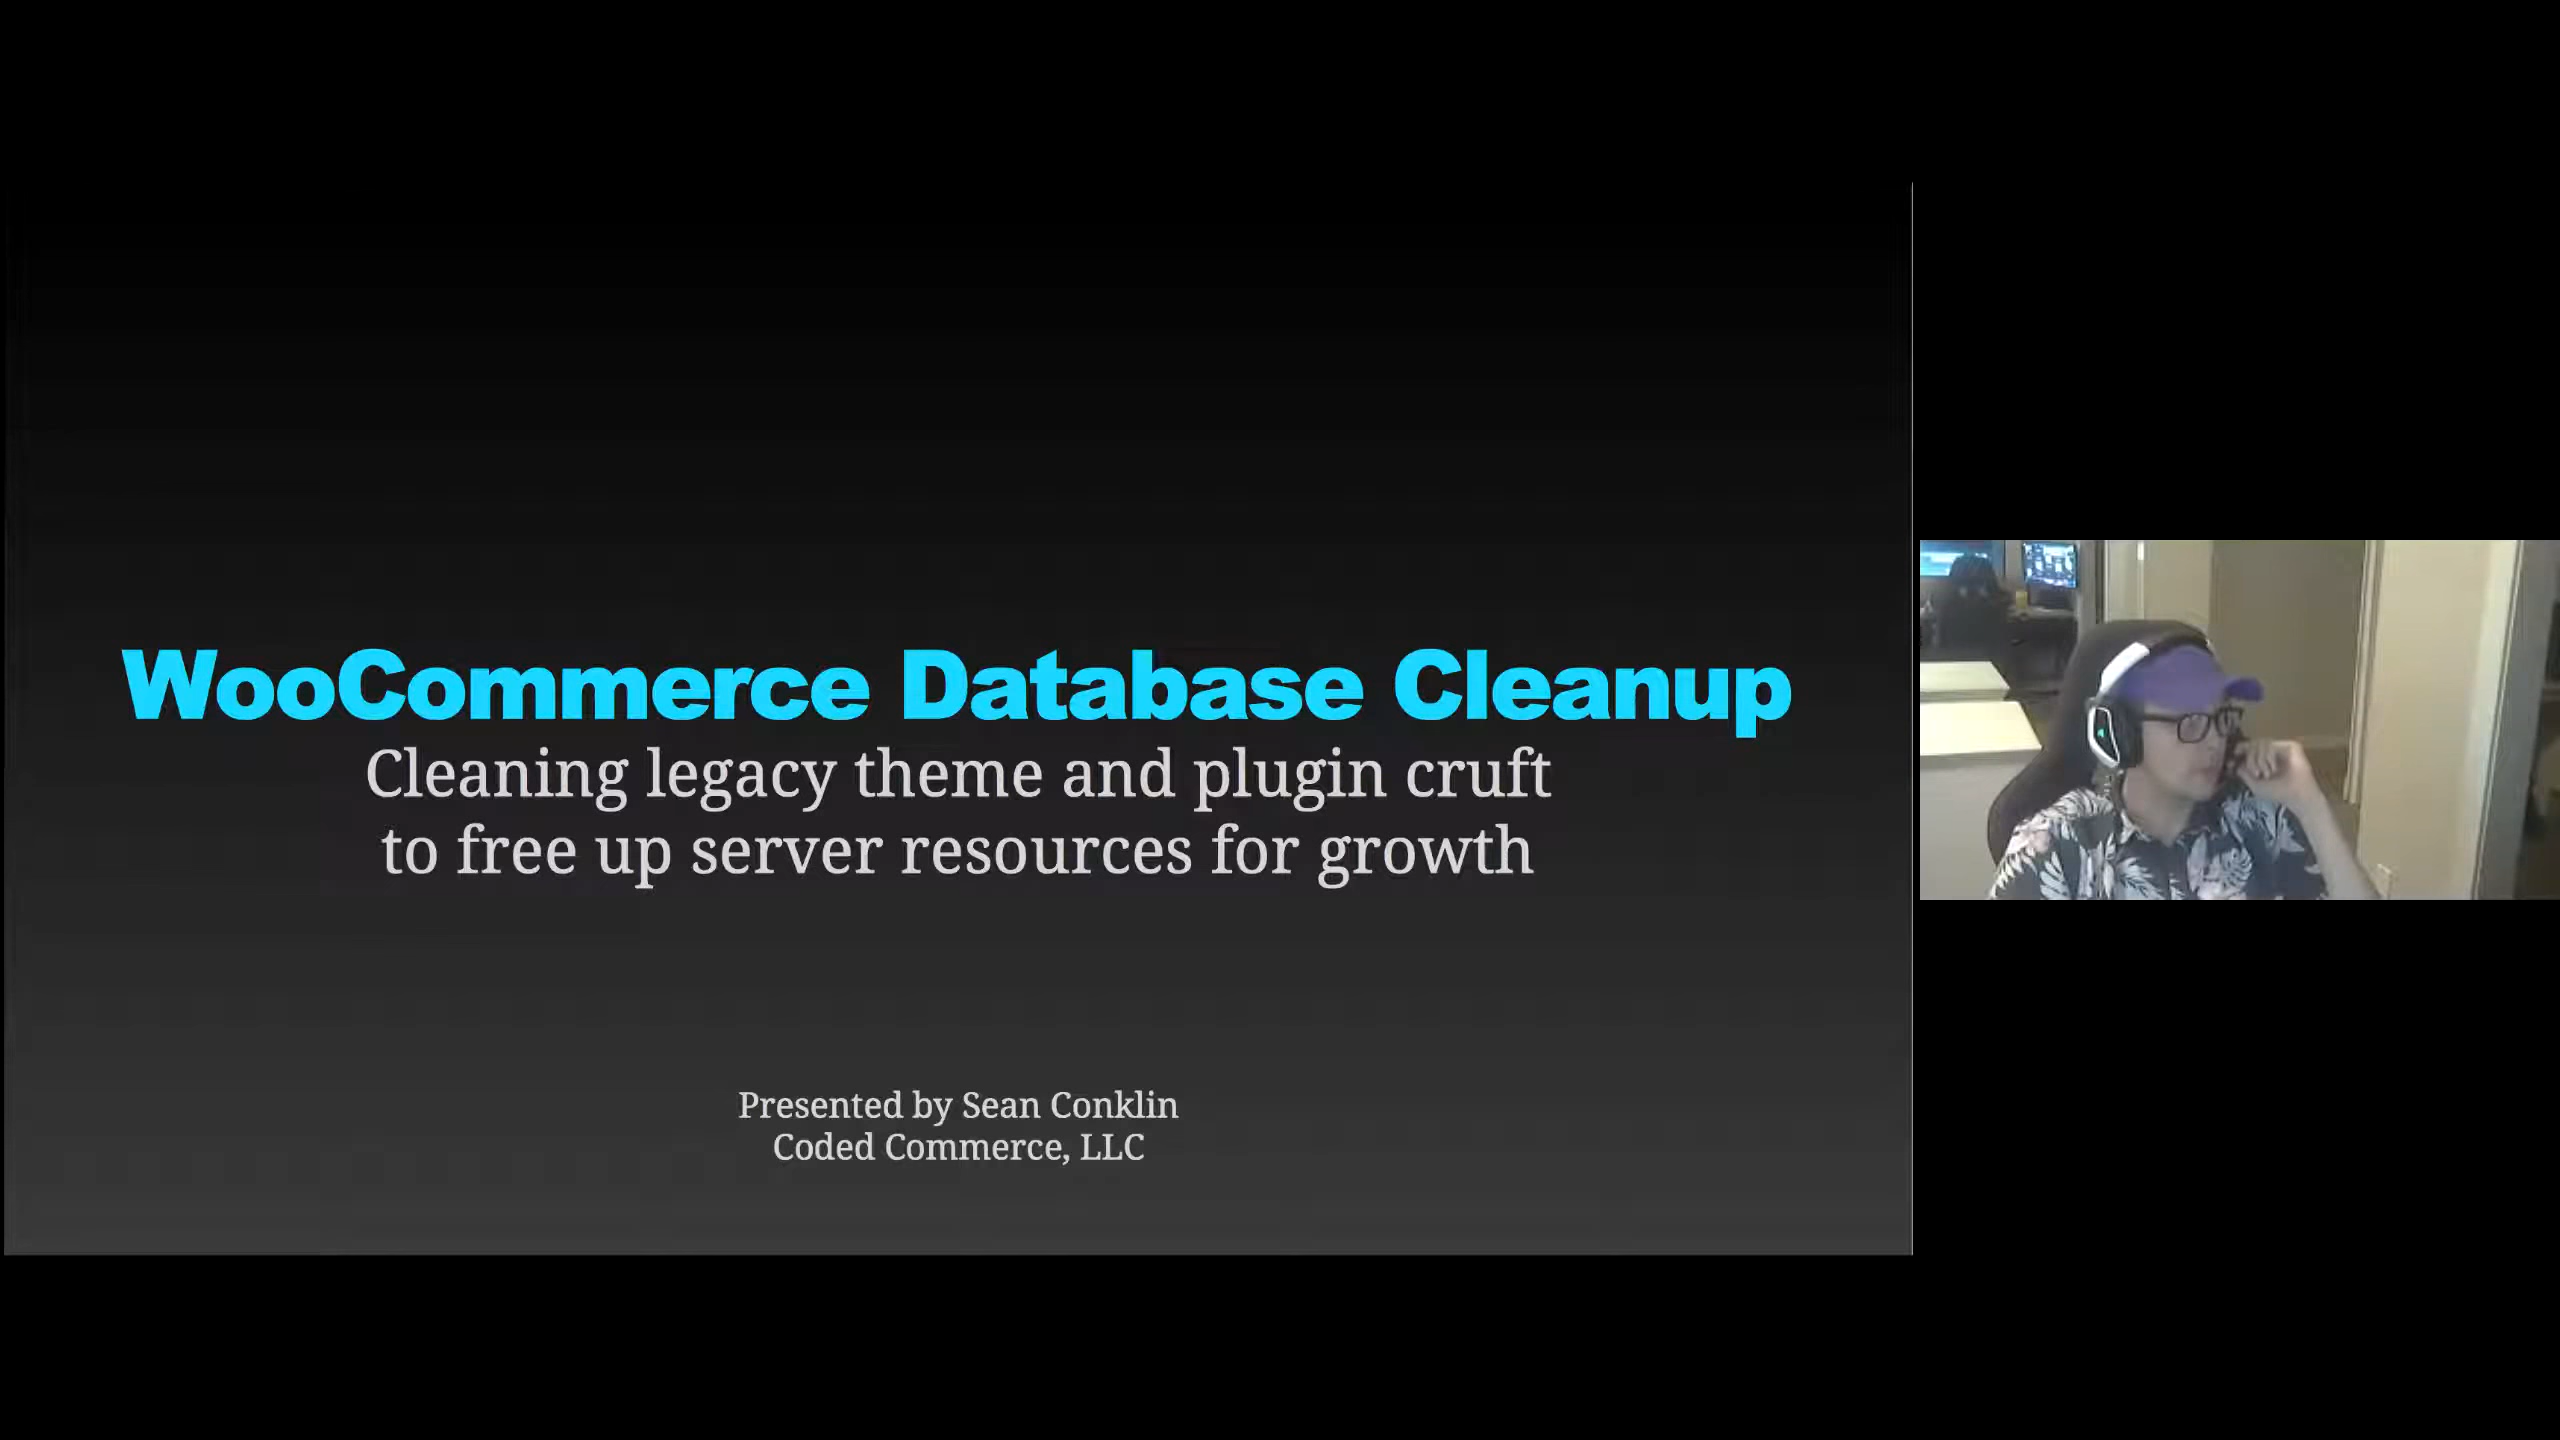 WooCommerce Database Cleanup
Cleaning legacy theme and plugin cruft
to free up server resources for growth
Presented by Sean Conklin
Coded Commerce, LLC